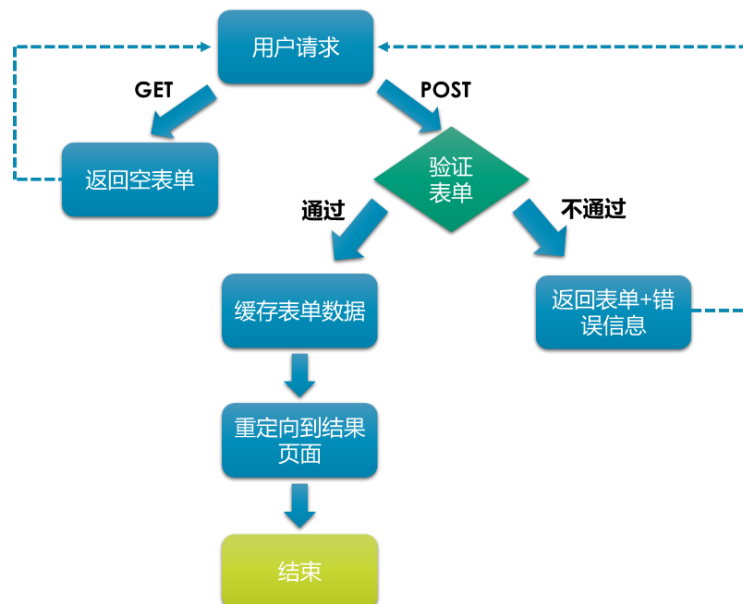 用户请求
GET
POST
返回空表单
验证
表单
通过
不通过
缓存表单数据
返回表单+错
误信息
重定向到结果
页面
结束